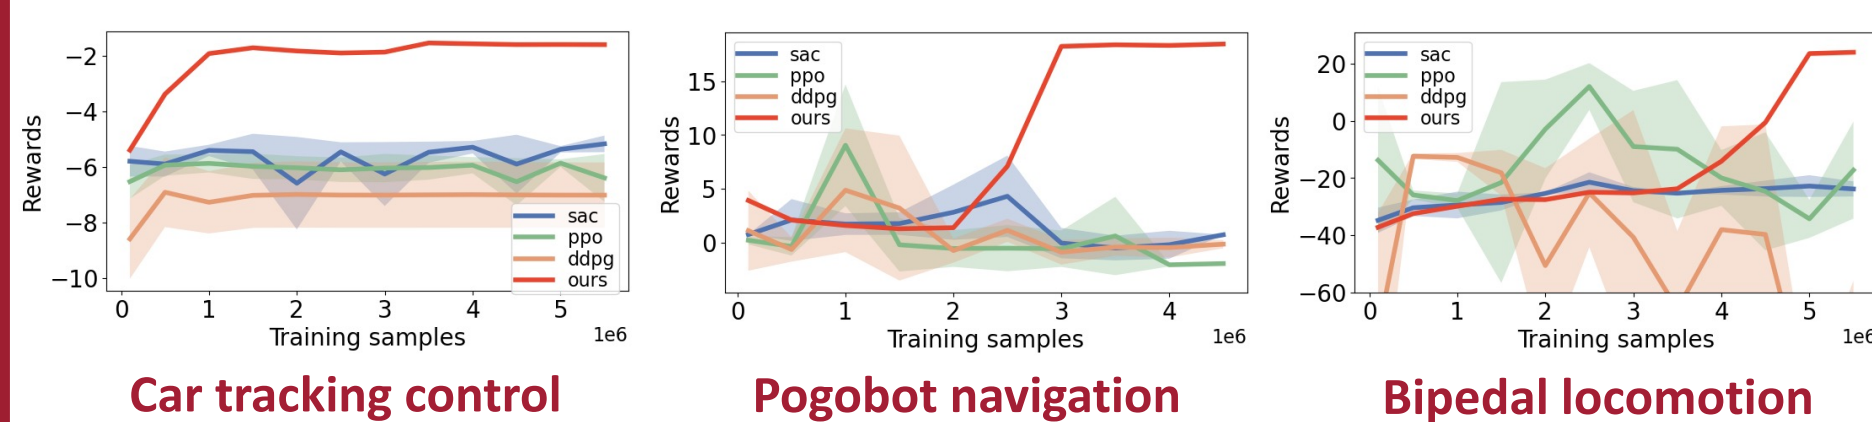 Rewards
−2
−4
−6
−8
−10
sac
ppo
ddpg
ours
0 1 2 3 4 5
Training samples
1e6
Car tracking control
Rewards
15
10
5
0
sac
ppo
ddpg
ours
0 1 2 3 4
Training samples
1e6
Pogobot navigation
Rewards
20
0
−20
−40
−60
sac
ppo
ddpg
ours
0 1 2 3 4 5
Training samples
1e6
Bipedal locomotion